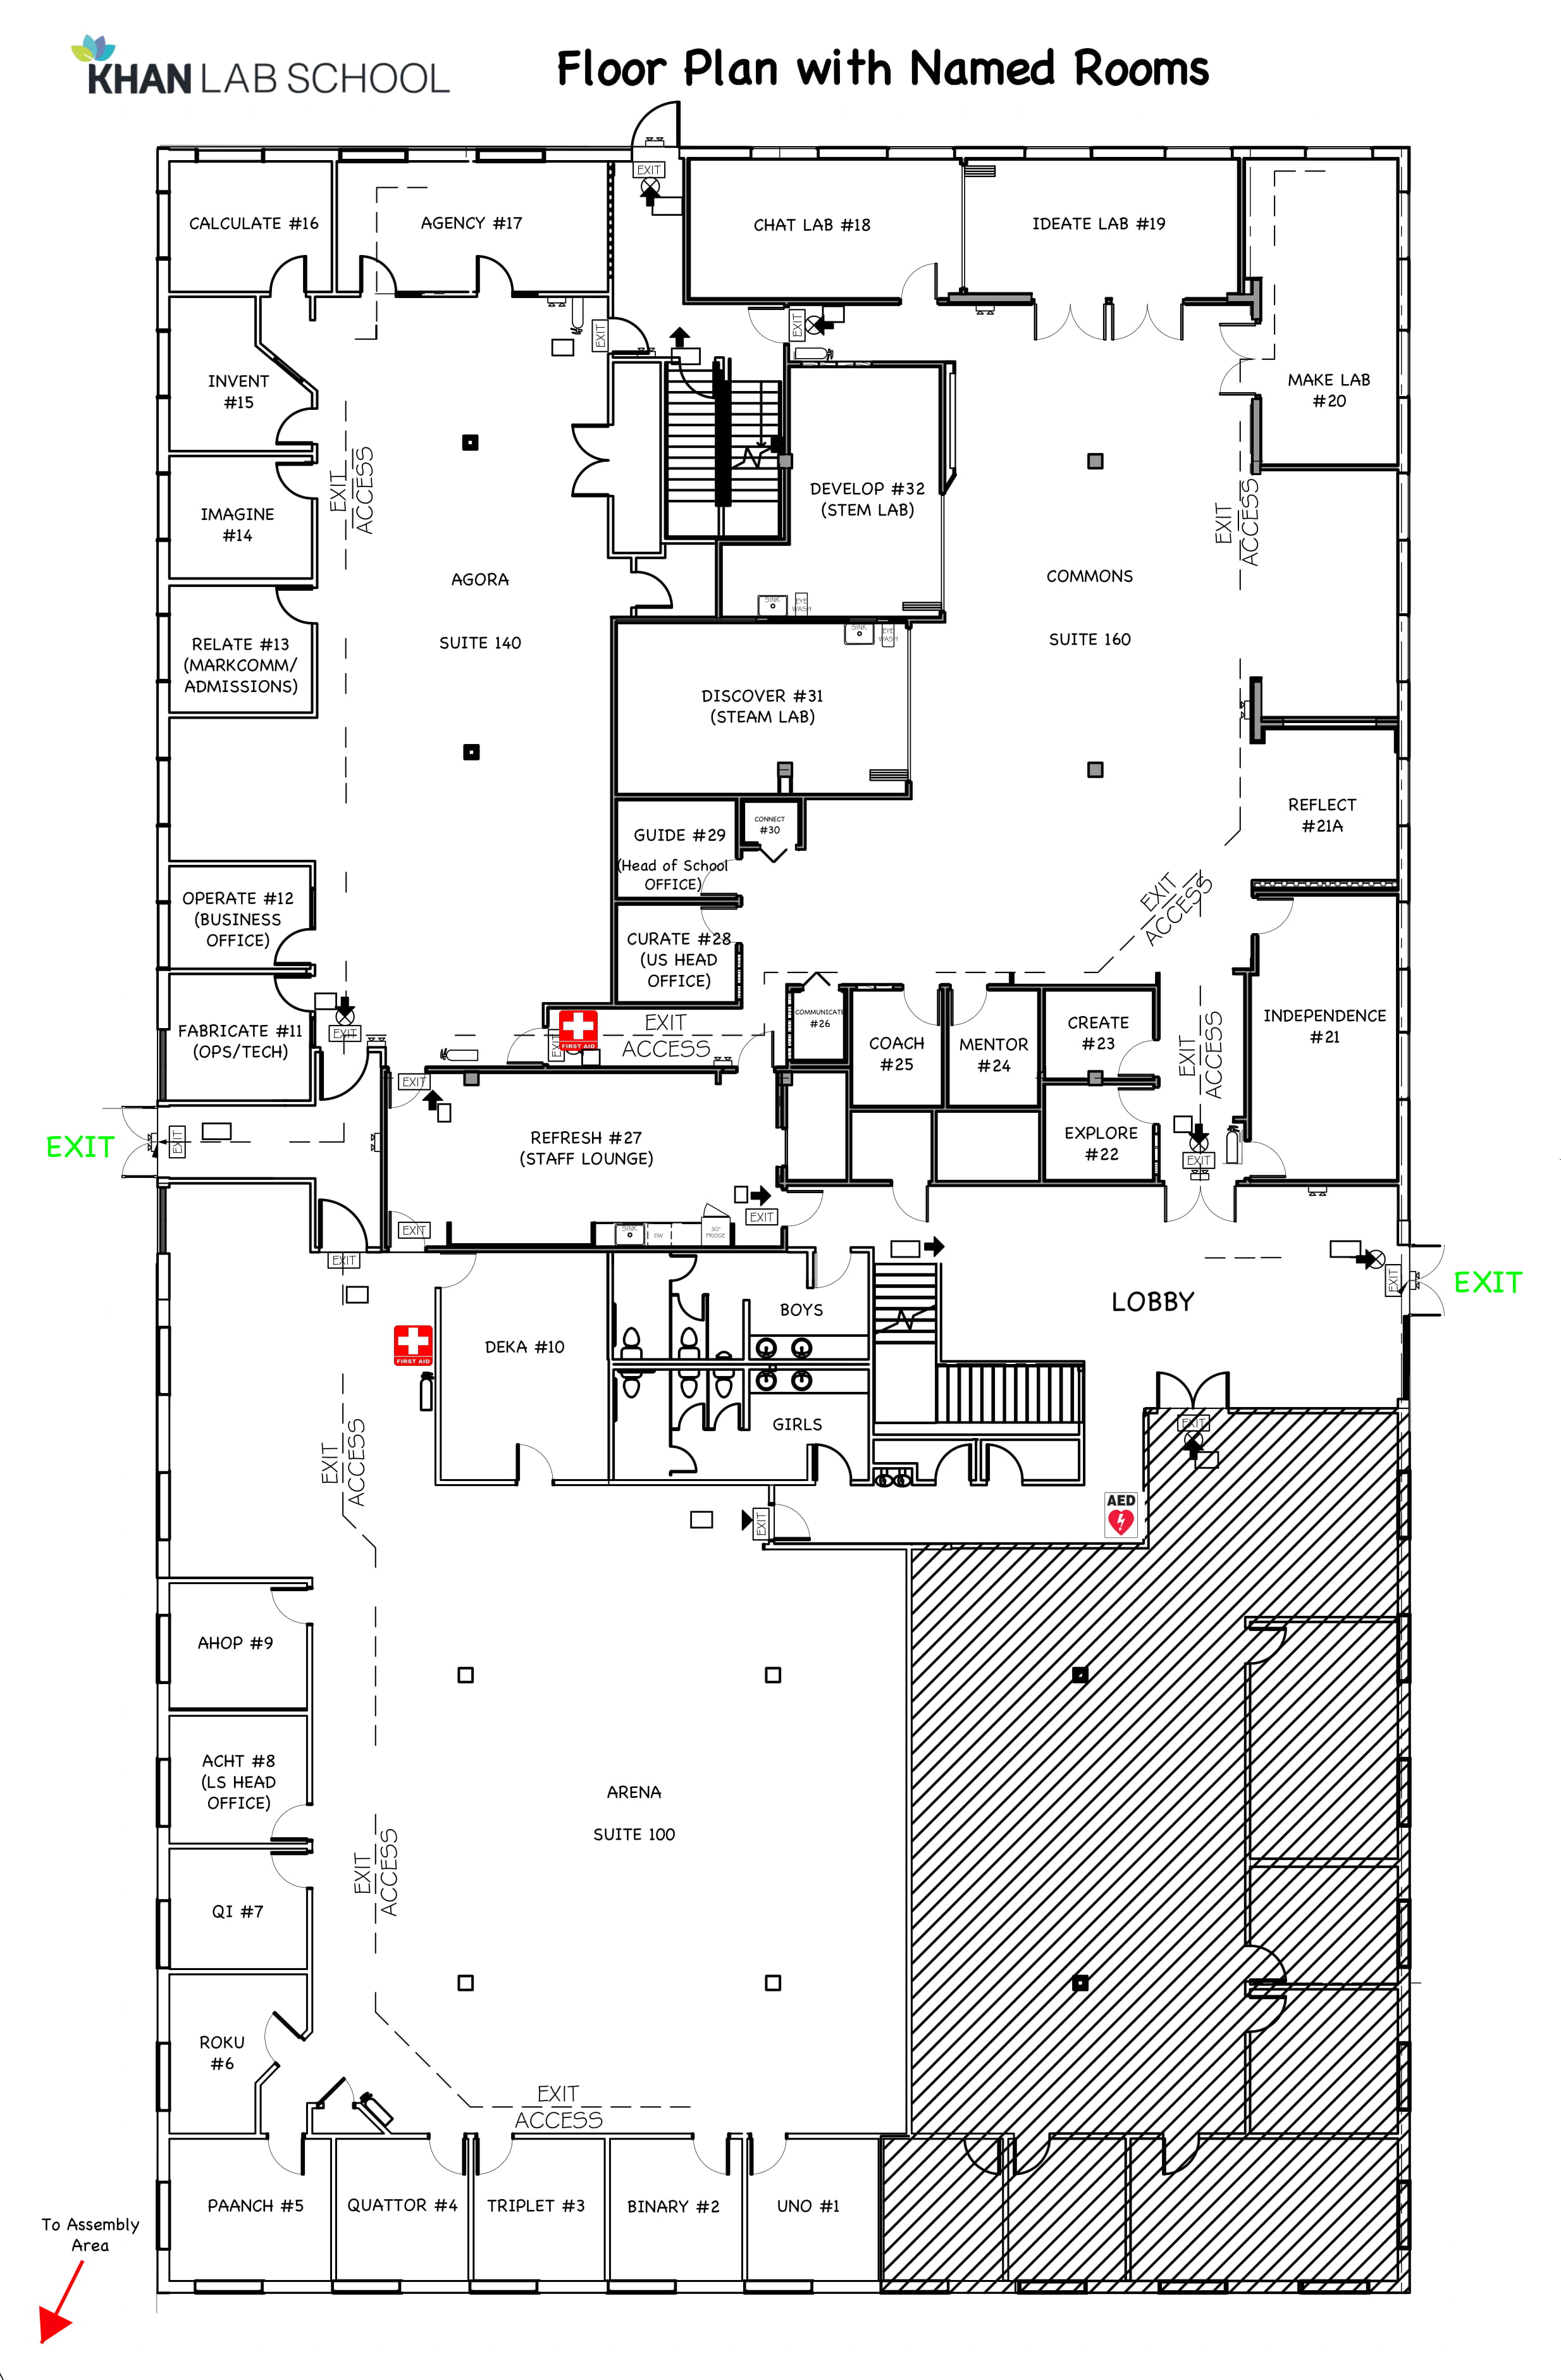 KHAN LAB SCHOOL
Floor Plan with Named Rooms
EXIT
CALCULATE #16
AGENCY #17
CHAT LAB #18
IDEATE LAB #19
EXIT
EXIT
INVENT
#15
MAKE LAB
#20
EXIT
ACCESS
IMAGINE
#14
DEVELOP #32
(STEM LAB)
EXIT
ACCESS
AGORA
SUITE 140
COMMONS
SUITE 160
SINK
EYE
WASH
SINK
EYE
WASH
RELATE #13
(MARKCOMM/
ADMISSIONS)
DISCOVER #31
(STEAM LAB)
REFLECT
#21A
GUIDE #29
(Head of School
OFFICE)
CONNECT
#30
OPERATE #12
(BUSINESS
OFFICE)
CURATE #28
(US HEAD
OFFICE)
EXIT
ACCESS
FABRICATE #11
(OPS/TECH)
EXIT
EXIT
FIRST AID
EXIT
ACCESS
COMMUNICATE
#26
COACH
#25
MENTOR
#24
CREATE
#23
EXIT
ACCESS
INDEPENDENCE
#21
EXIT
EXIT
EXIT
REFRESH #27
(STAFF LOUNGE)
EXPLORE
#22
EXIT
EXIT
EXIT
SINK
DW
30"
FRIDGE
EXIT
LOBBY
EXIT
EXIT
FIRST AID
DEKA #10
BOYS
GIRLS
EXIT
EXIT
ACCESS
EXIT
AED
AHOP #9
ACHT #8
(LS HEAD
OFFICE)
ARENA
SUITE 100
EXIT
ACCESS
QI #7
ROKU
#6
EXIT
ACCESS
PAANCH #5
QUATTOR #4
TRIPLET #3
BINARY #2
UNO #1
To Assembly
Area